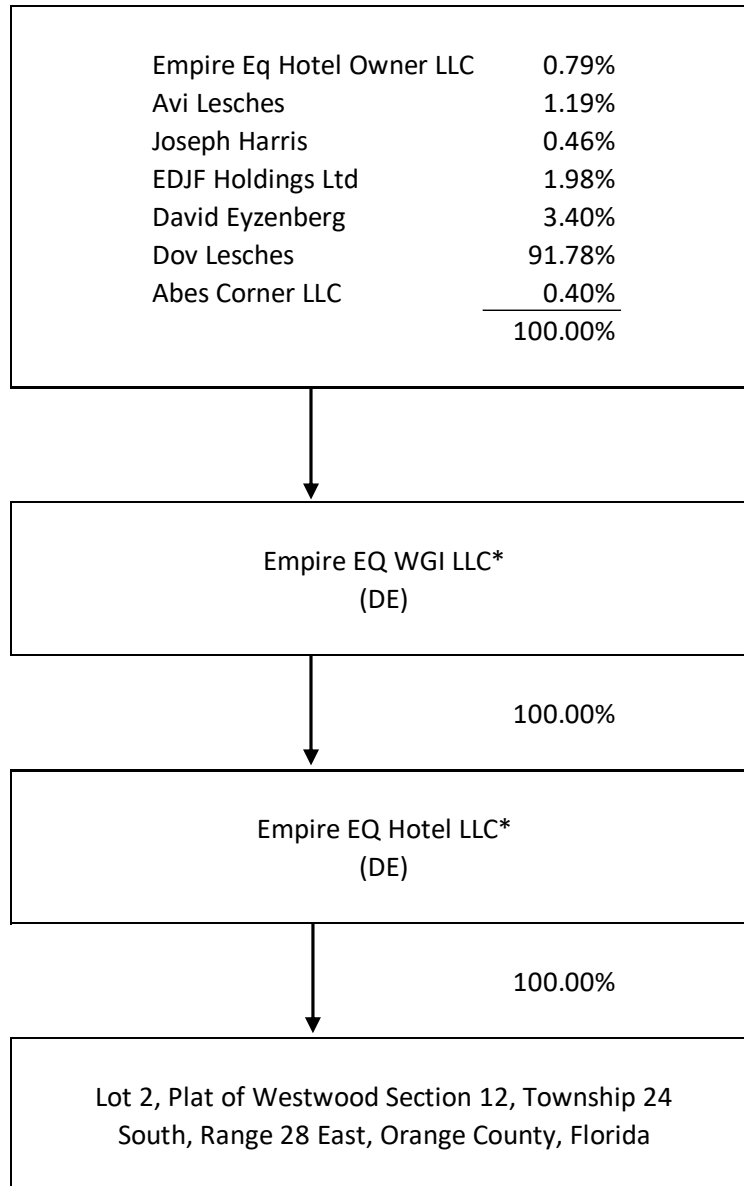 Empire Eq Hotel Owner LLC 0.79%
Avi Lesches 1.19%
Joseph Harris 0.46%
EDJF Holdings Ltd 1.98%
David Eyzenberg 3.40%
Dov Lesches 91.78%
Abes Corner LLC 0.40%
100.00%
Empire EQ WGI LLC*
(DE)
100.00%
Empire EQ Hotel LLC*
(DE)
100.00%
Lot 2, Plat of Westwood Section 12, Township 24
South, Range 28 East, Orange County, Florida